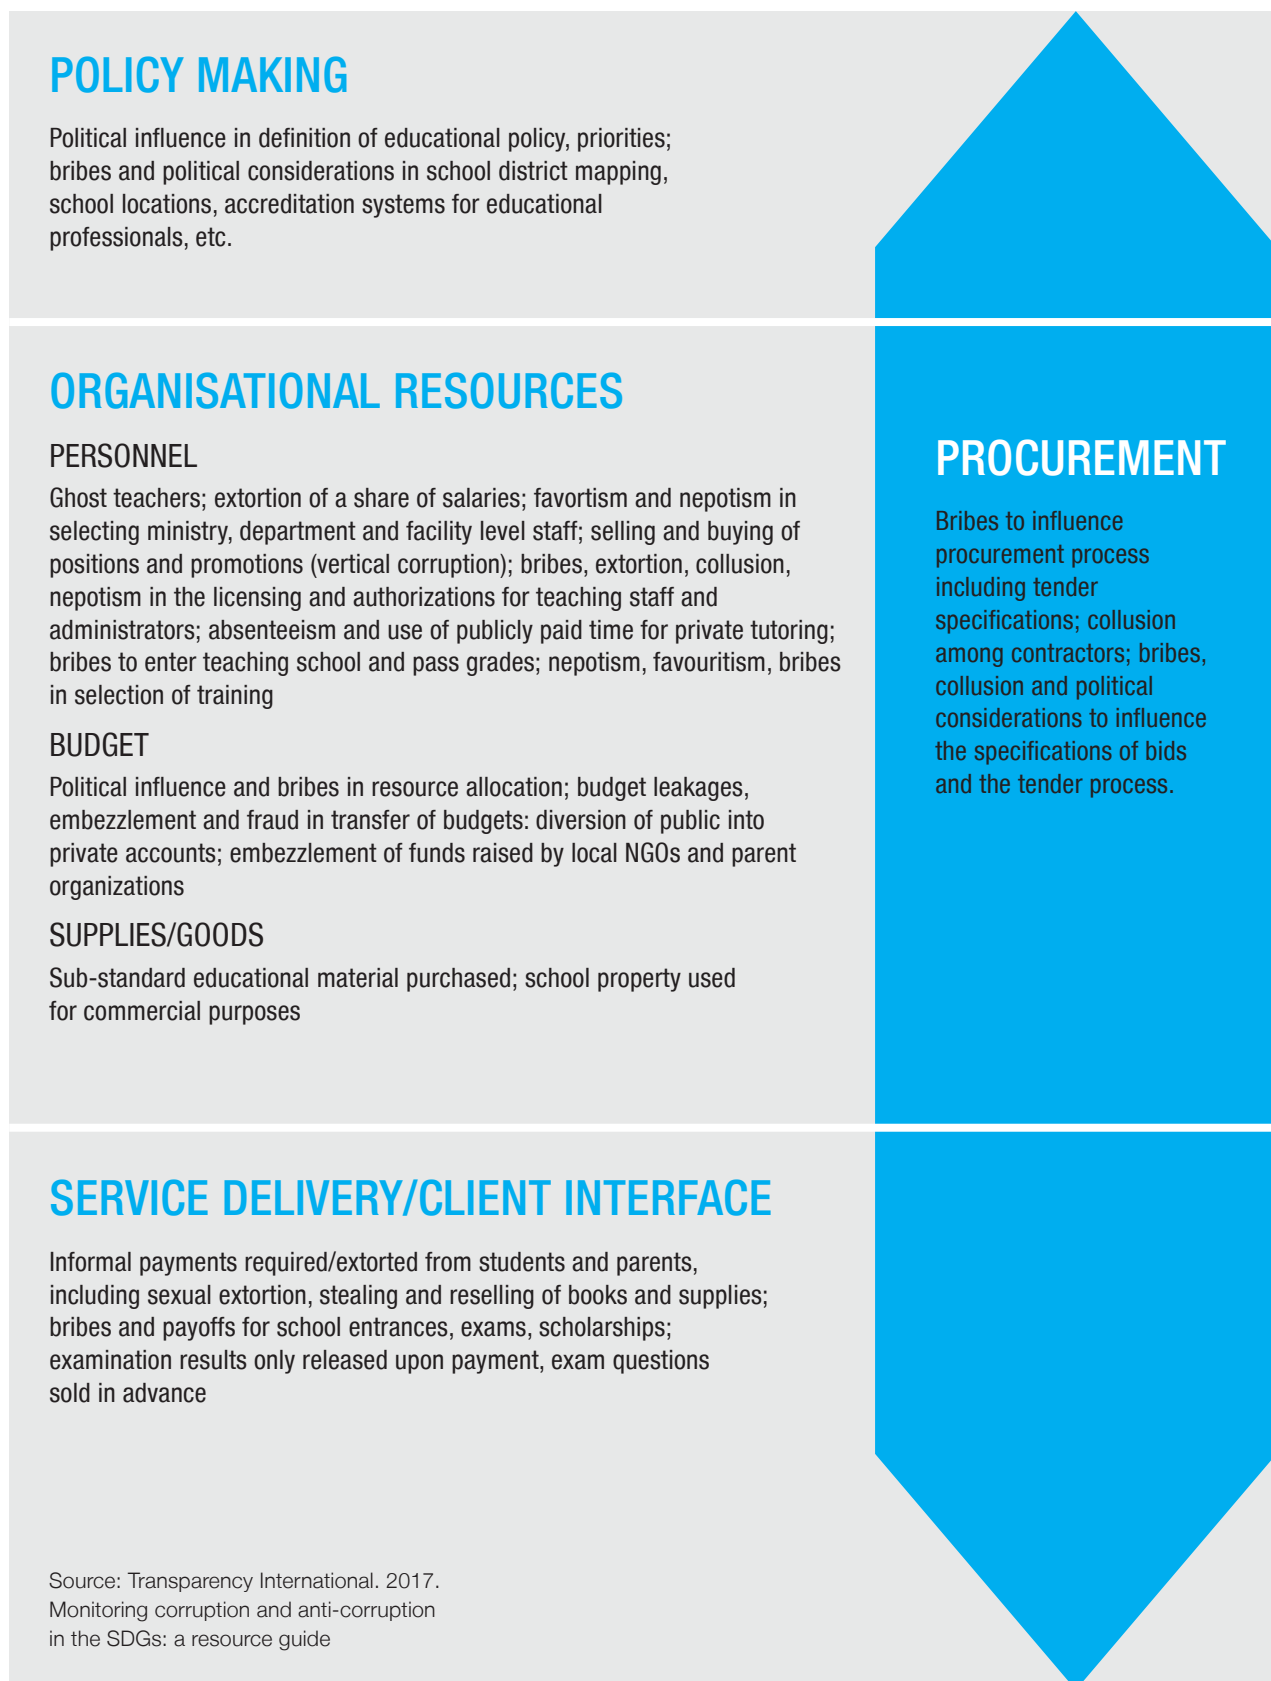 POLICY MAKING
Political influence in definition of educational policy, priorities;
bribes and political considerations in school district mapping,
school locations, accreditation systems for educational
professionals, etc.
ORGANISATIONAL RESOURCES
PERSONNEL
Ghost teachers; extortion of a share of salaries; favortism and nepotism in
selecting ministry, department and facility level staff; selling and buying of
positions and promotions (vertical corruption); bribes, extortion, collusion,
nepotism in the licensing and authorizations for teaching staff and
administrators; absenteeism and use of publicly paid time for private tutoring;
bribes to enter teaching school and pass grades; nepotism, favouritism, bribes
in selection of training
BUDGET
Political influence and bribes in resource allocation; budget leakages,
embezzlement and fraud in transfer of budgets: diversion of public into
private accounts; embezzlement of funds raised by local NGOs and parent
organizations
SUPPLIES/GOODS
Sub-standard educational material purchased; school property used
for commercial purposes
PROCUREMENT
Bribes to influence
procurement process
including tender
specifications; collusion
among contractors; bribes,
collusion and political
considerations to influence
the specifications of bids
and the tender process.
SERVICE DELIVERY/CLIENT INTERFACE
Informal payments required/extorted from students and parents,
including sexual extortion, stealing and reselling of books and supplies;
bribes and payoffs for school entrances, exams, scholarships;
examination results only released upon payment, exam questions
sold in advance
Source: Transparency International. 2017.
Monitoring corruption and anti-corruption
in the SDGs: a resource guide